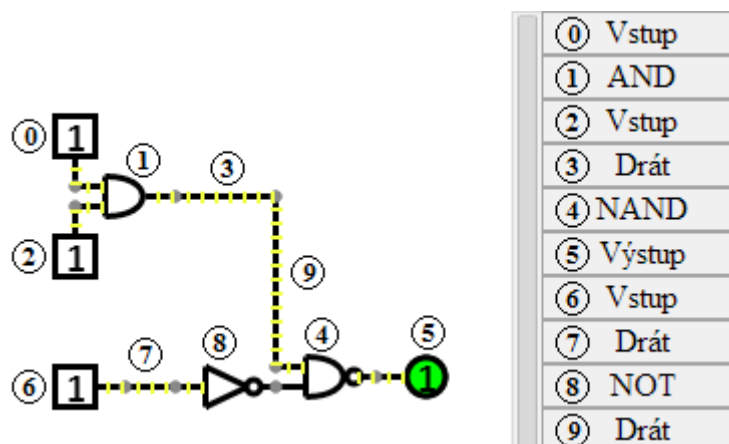 0 1
1
3
2 1
9
7
8
4
5
6 1
1
0 Vstup
1 AND
2 Vstup
3 Drát
4 NAND
5 Výstup
6 Vstup
7 Drát
8 NOT
9 Drát